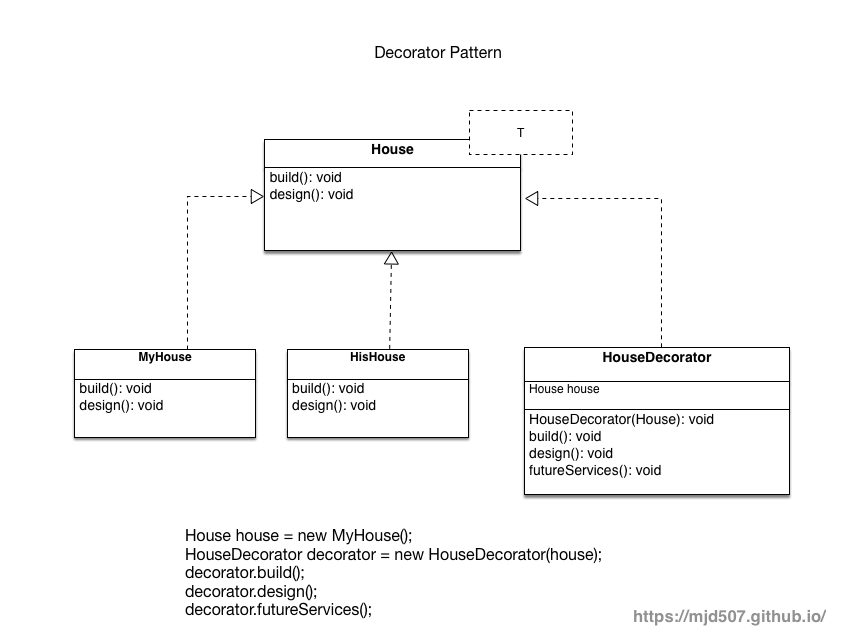 Decorator Pattern
T
House
build(): void
design(): void
MyHouse
build(): void
design(): void
HisHouse
build(): void
design(): void
HouseDecorator
House house
HouseDecorator(House): void
build(): void
design(): void
futureServices(): void
House house = new MyHouse();
HouseDecorator decorator = new HouseDecorator(house);
decorator.build();
decorator.design();
decorator.futureServices();
https://mjd507.github.io/